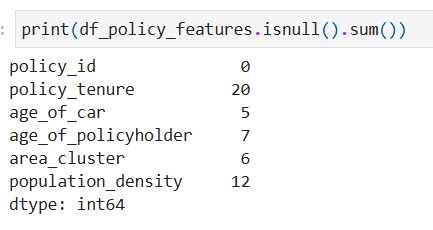 : print(df_policy_features.isnull().sum())
policy_id 0
policy_tenure 20
age_of_car 5
age_of_policyholder 7
area_cluster 6
population_density 12
dtype: int64